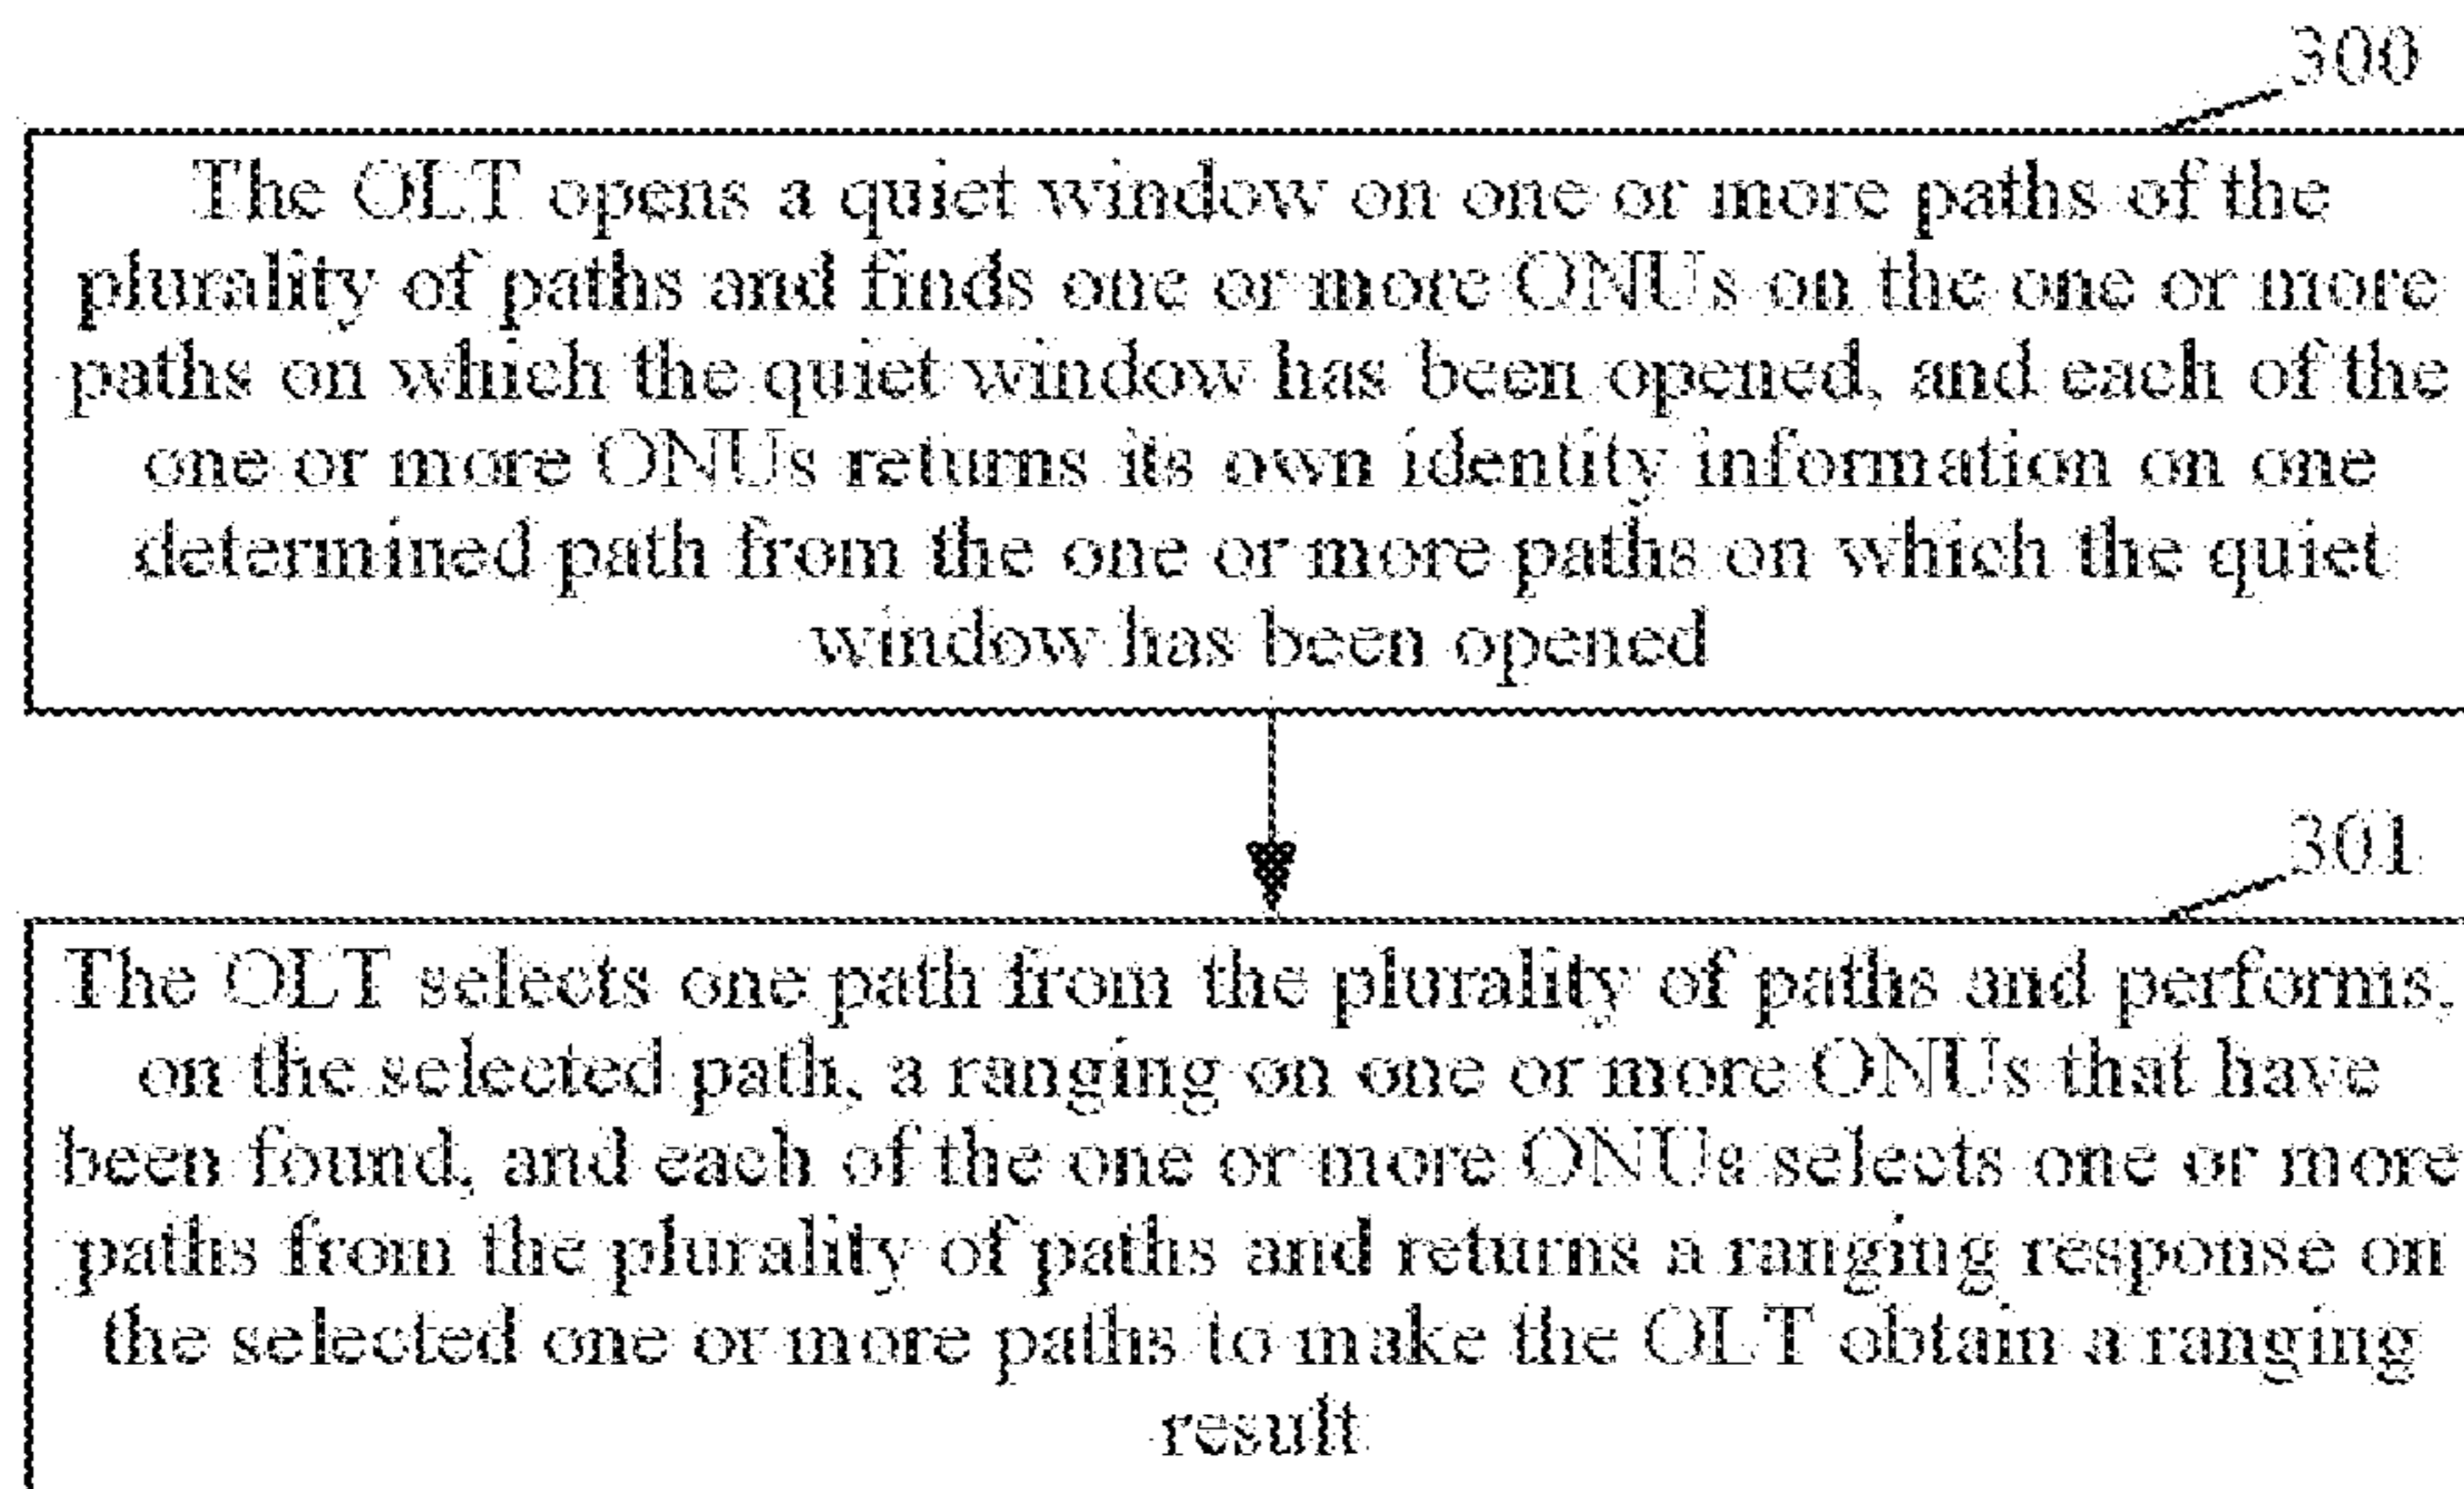 300
The OLT opens a quiet window on one or more paths of the
plurality of paths and finds one or more ONUs on the one or more
paths on which the quiet window has been opened, and each of the
one or more ONUs returns its own identity information on one
determined path from the one or more paths on which the quiet
window has been opened
301
The OLT selects one path from the plurality of paths and performs,
on the selected path, a ranging on one or more ONUs that have
been found, and each of the one or more ONUs selects one or more
paths from the plurality of paths and returns a ranging response on
the selected one or more paths to make the OLT obtain a ranging
result